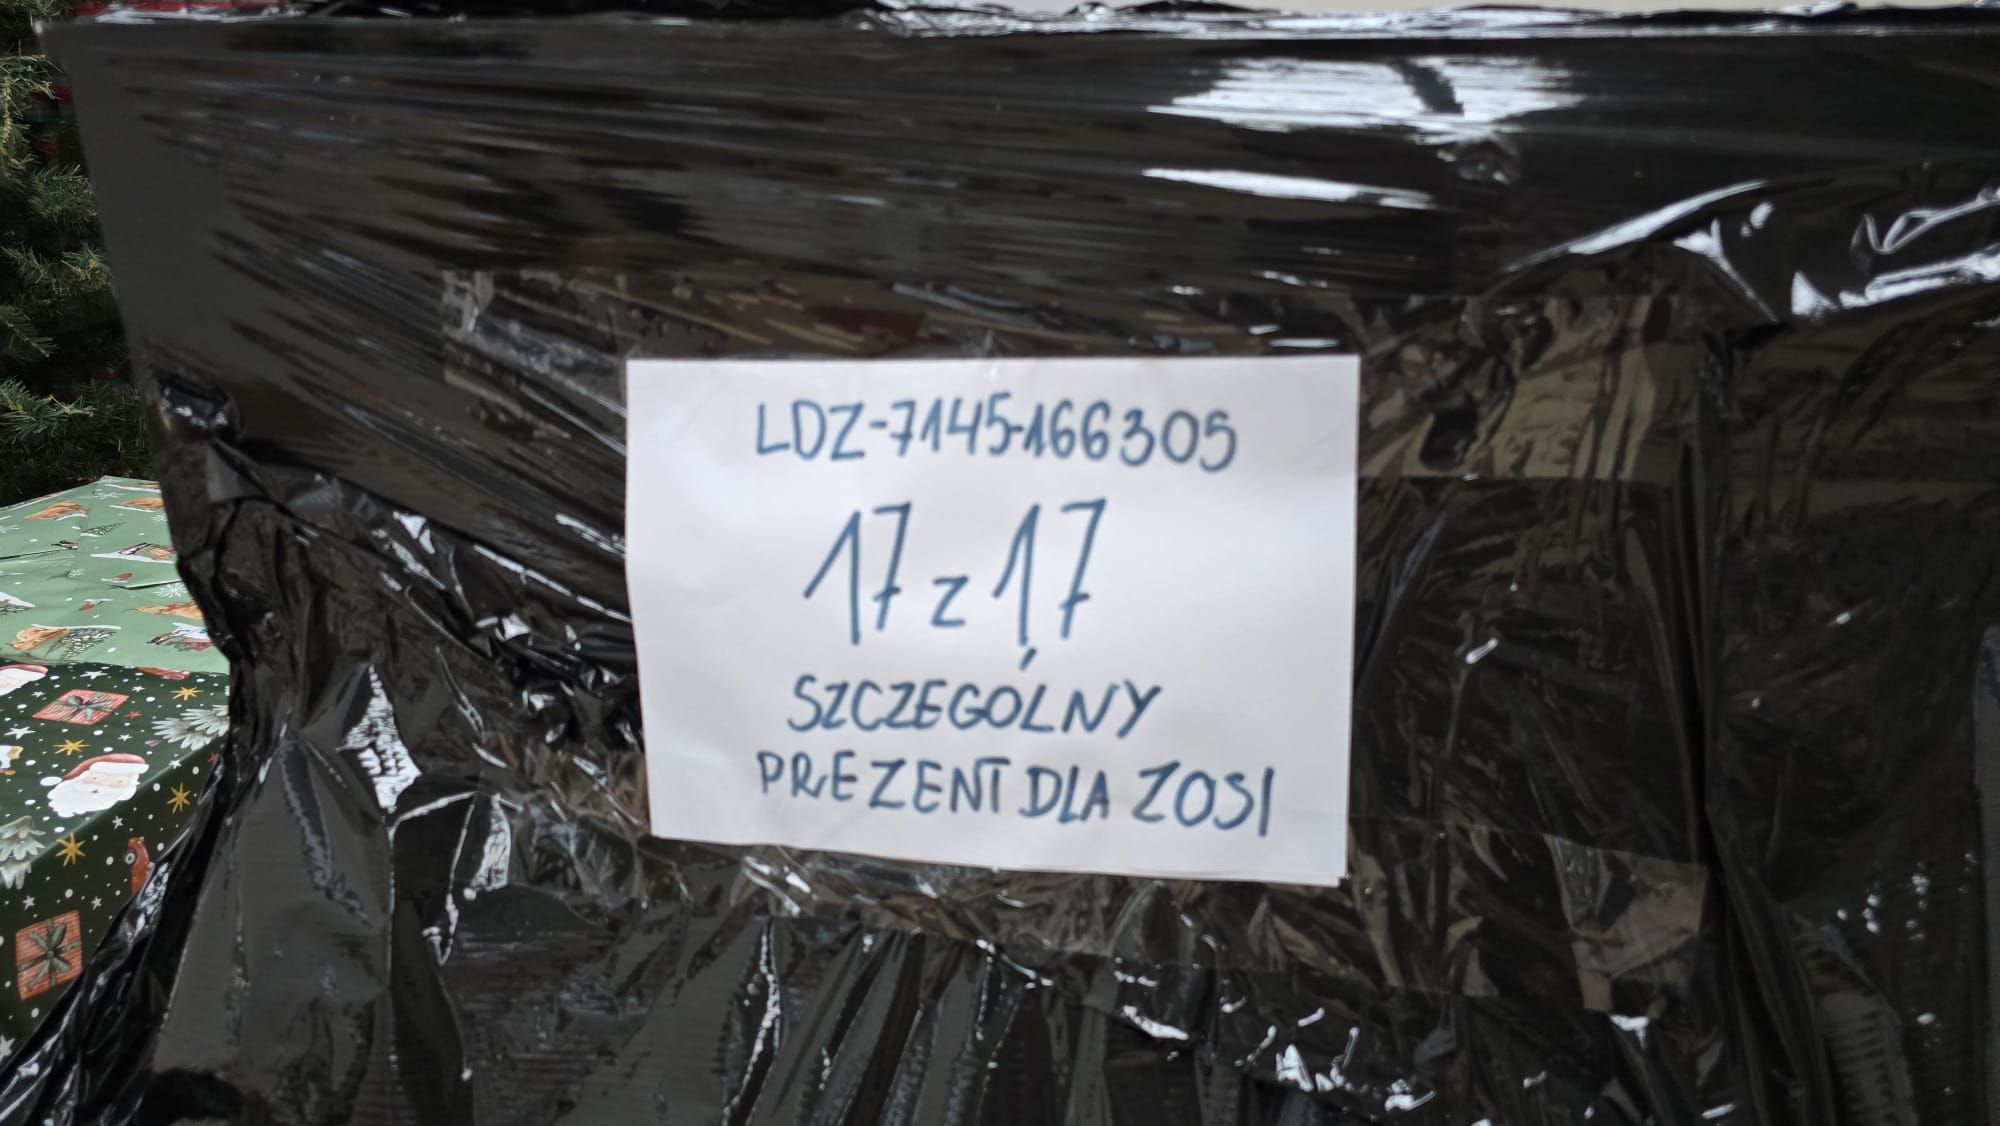 LDZ-7145-166305
17 z 17
SZCZEGÓLNY
PREZENT DLA ZOSI